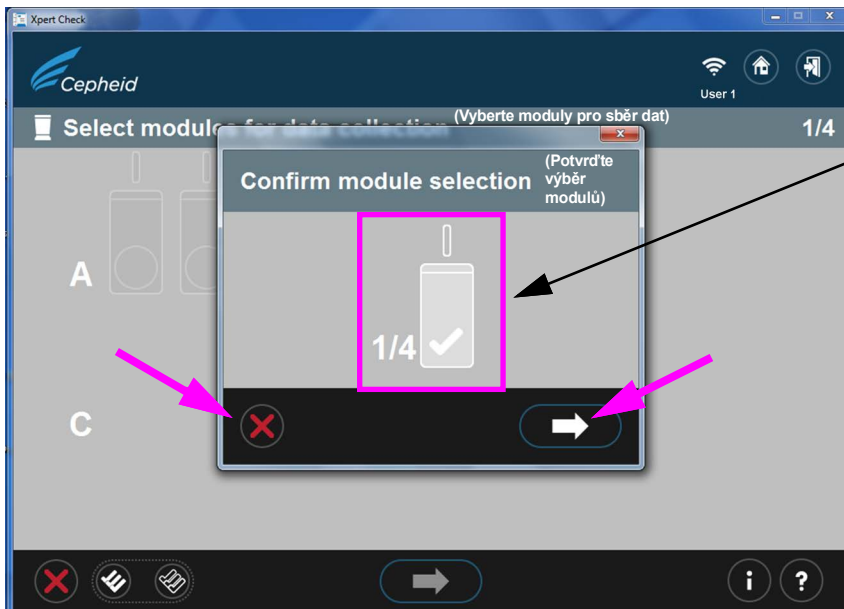 Xpert Check
Cepheid
User 1
Select modules for data collection (Vyberte moduly pro sběr dat) 1/4
Confirm module selection (Potvrďte
výběr
modulů)
A
1/4
C
i ?